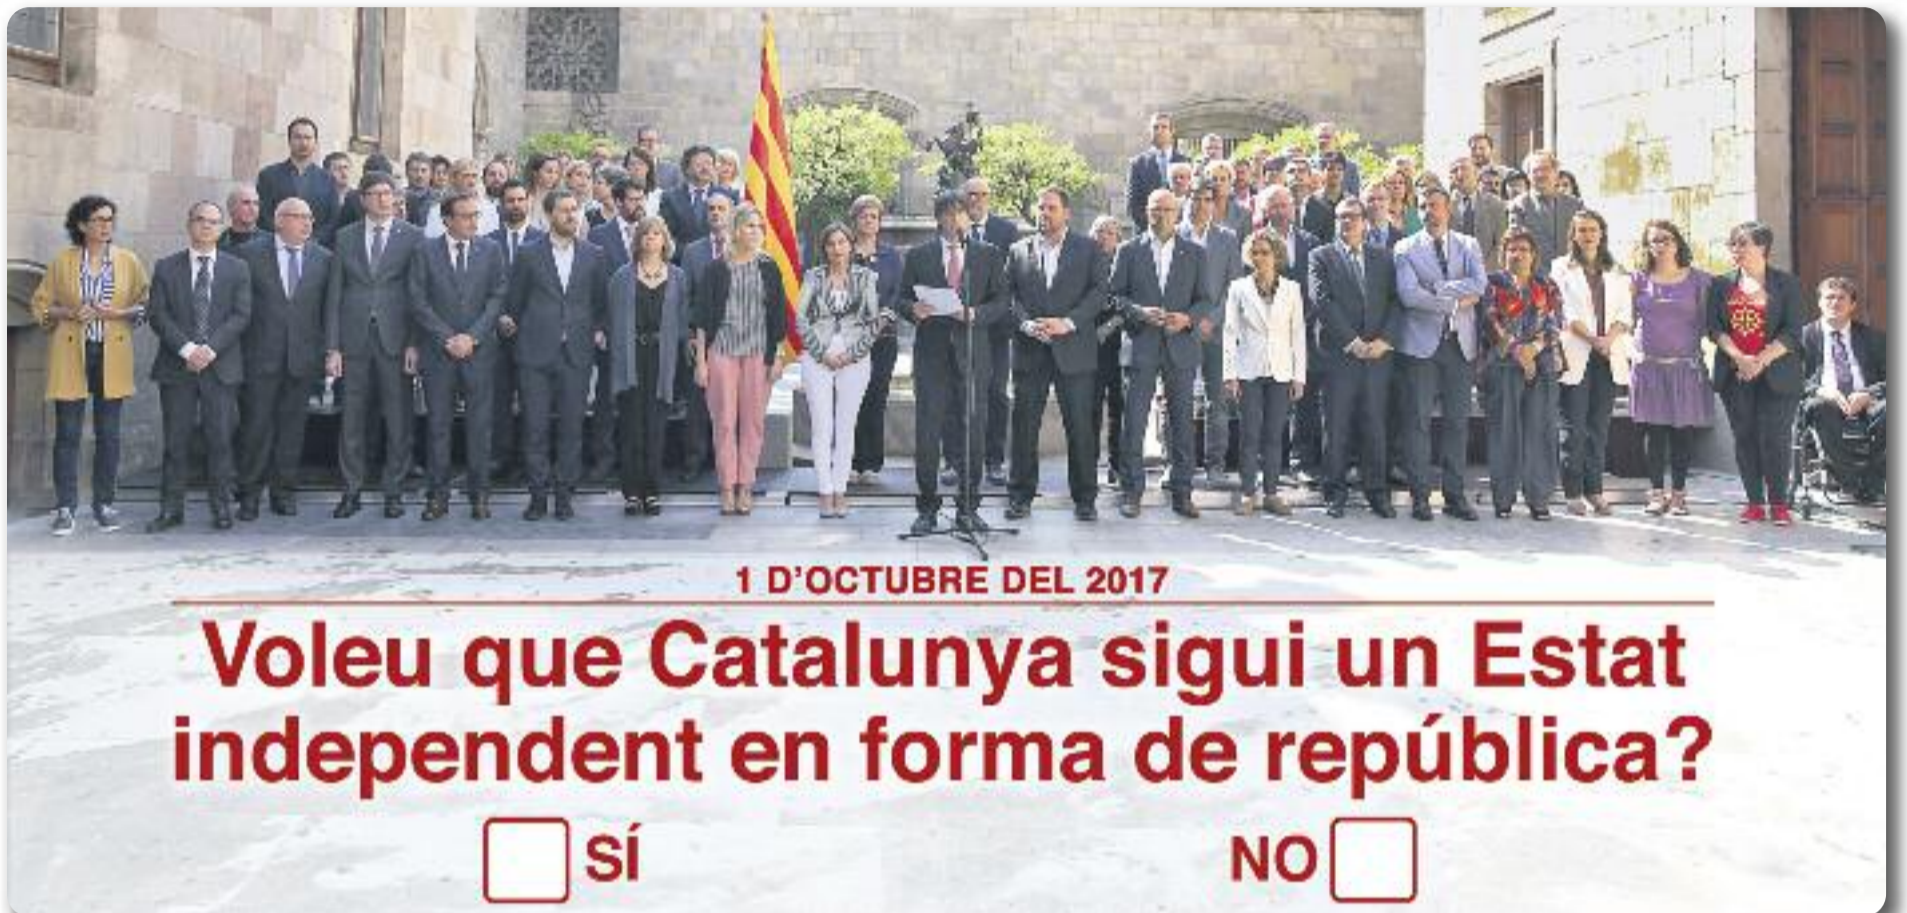 1 D'OCTUBRE DEL 2017
Voleu que Catalunya sigui un Estat
independent en forma de república?
SÍ
NO